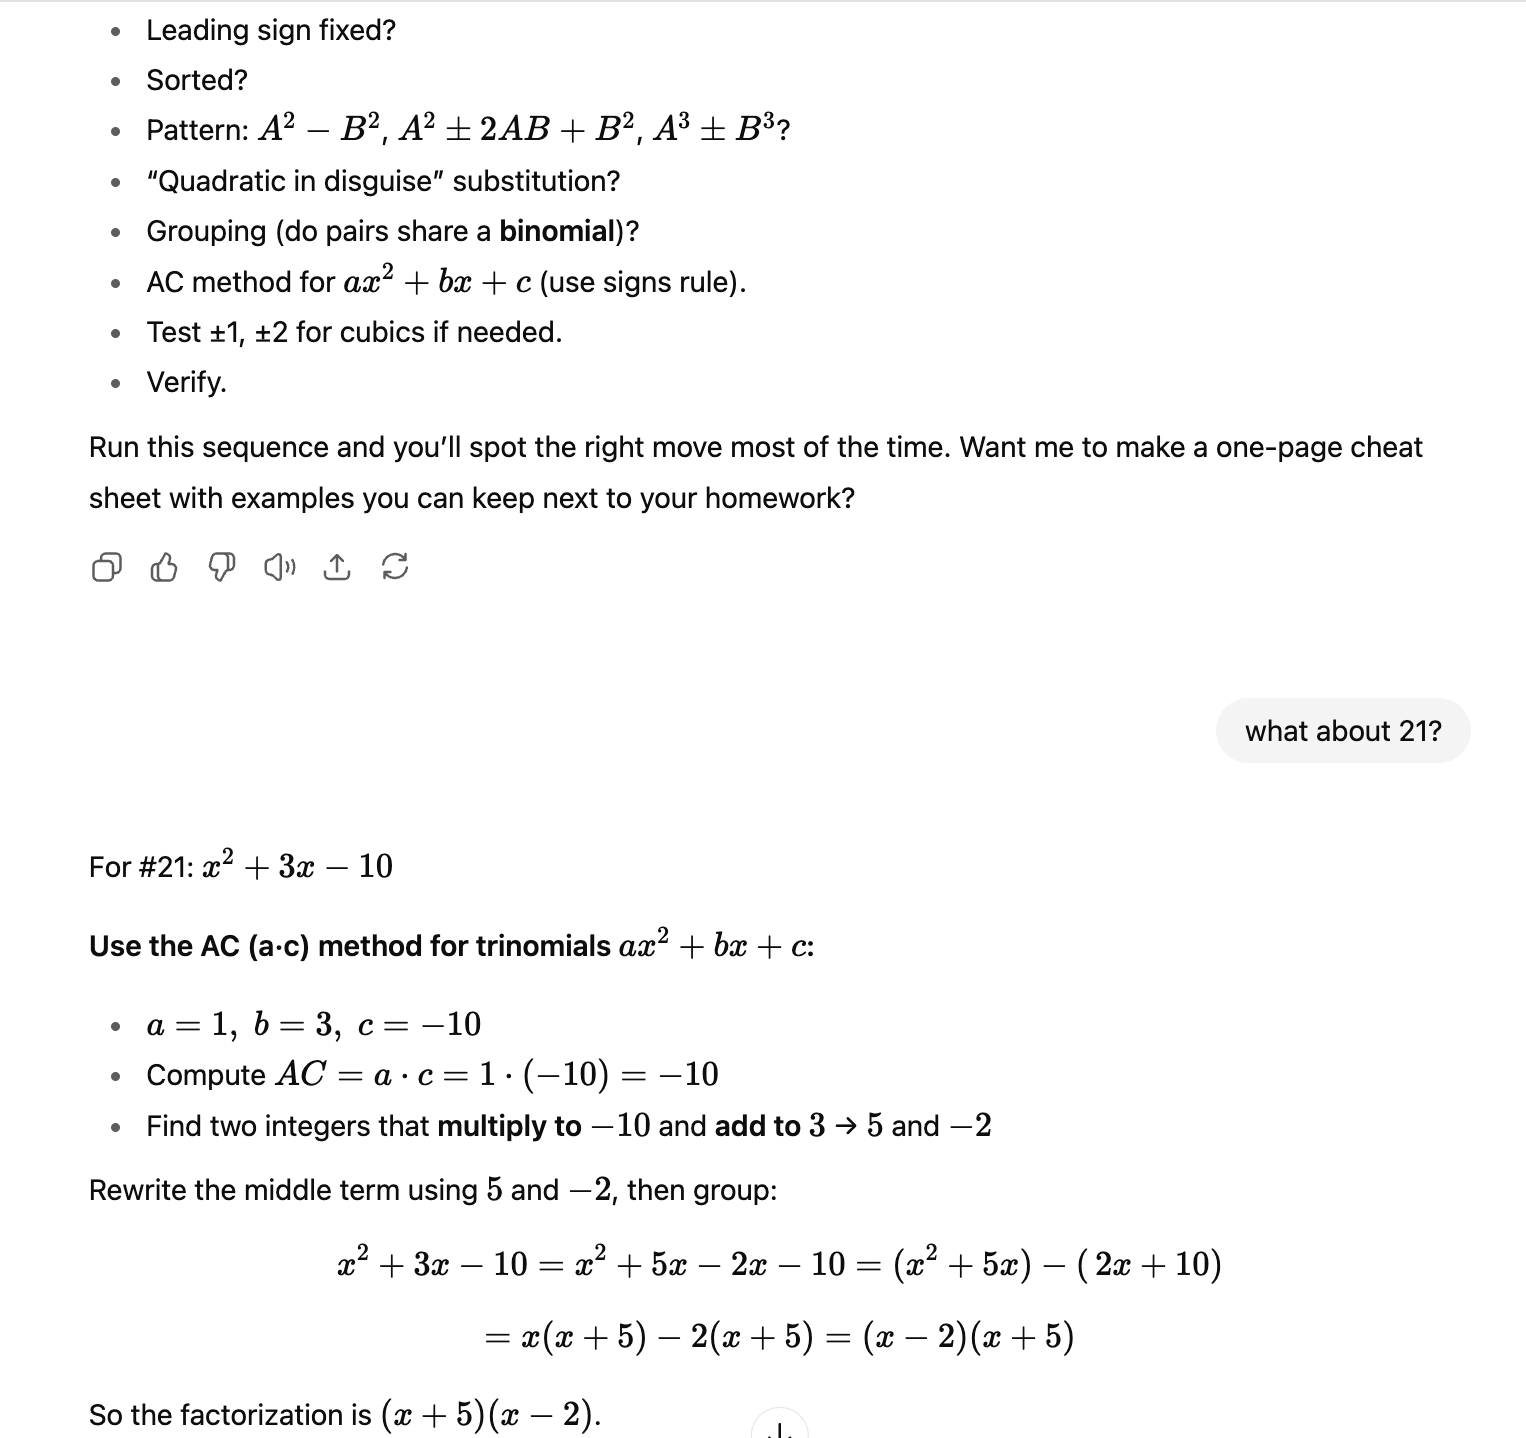 • Leading sign fixed?
• Sorted?
• Pattern: A² − B², A² ± 2AB + B², A³ ± B³?
• “Quadratic in disguise” substitution?
• Grouping (do pairs share a binomial)?
• AC method for ax² + bx + c (use signs rule).
• Test ±1, ±2 for cubics if needed.
• Verify.
Run this sequence and you’ll spot the right move most of the time. Want me to make a one-page cheat
sheet with examples you can keep next to your homework?
what about 21?
For #21: x² + 3x − 10
Use the AC (a·c) method for trinomials ax² + bx + c:
• a = 1, b = 3, c = −10
• Compute AC = a · c = 1 · (−10) = −10
• Find two integers that multiply to −10 and add to 3 → 5 and −2
Rewrite the middle term using 5 and −2, then group:
x² + 3x − 10 = x² + 5x − 2x − 10 = (x² + 5x) − ( 2x + 10)
= x(x + 5) − 2(x + 5) = (x − 2)(x + 5)
So the factorization is (x + 5)(x − 2).